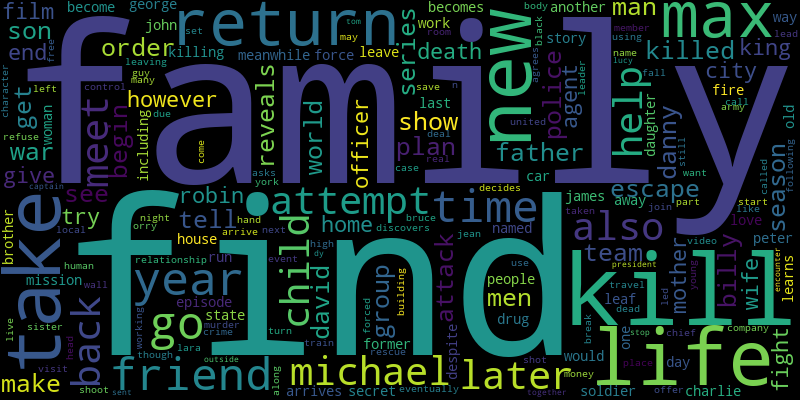 film
become
george
return
son
john
becomes
another
man
max
way
work
set
tom
may
body
end
order
killing
meanwhile
force
leave
series
death
story
new
black
agrees
room
member
using
killed
king
lead
character
free
guy
many
leaving
control
family
save
n
last
deal
real
united
leader
agent
police
help
name
lucy
fall
city
fire
call
army
left
get
woman
work
war
give
meet
begin
including
however
due
come
reveals
asks
york
world
officer
show
plan
case
father
car
daughter
danny
still
want
called
following
old
refuse
captain
see
try
robin
tell
attempt
time
decides
bruce
jean
discovers
named
james
taken
away
join
escape
part
like
love
start
season
peter
brother
take
local
night
orry
hand
arrive
next
house
home
child
find
also
team
mother
video
president
billy
wife
learns
encounter
live
sister
human
mission
wall
back
relationship
run
event
year
episode
state
high
dy
david
group
forced
building
attack
use
people
men
drug
kill
leaf
travel
led
dead
young
visit
head
working
go
murder
crime
turn
though
lara
train
former
rescue
despite
shot
break
one
stop
chief
company
place
day
life
fight
make
shoot
sent
friend
outside
along
arrives
michael
secret
eventually
later
money
together
would
soldier
offer
charlie